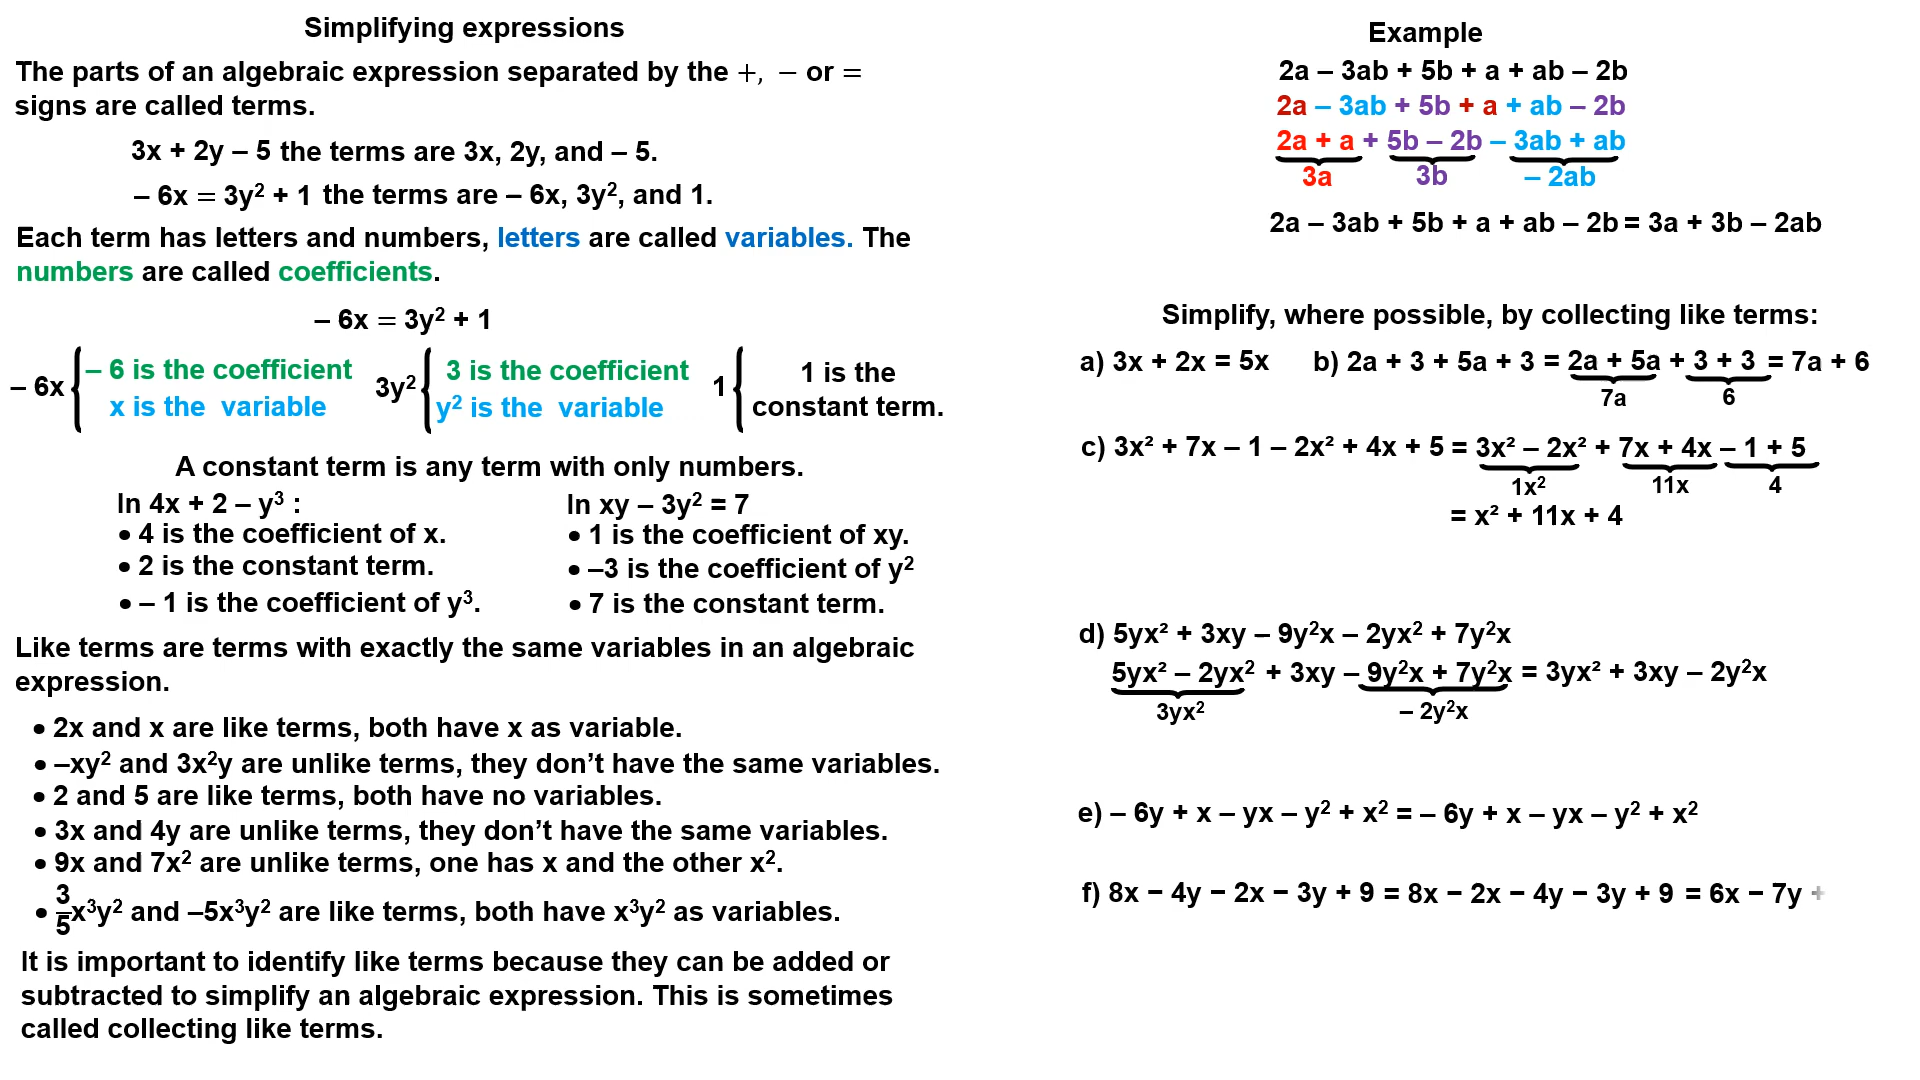 Simplifying expressions
The parts of an algebraic expression separated by the +, − or =
signs are called terms.
3x + 2y – 5 the terms are 3x, 2y, and – 5.
– 6x = 3y² + 1 the terms are – 6x, 3y², and 1.
Each term has letters and numbers, letters are called variables. The
numbers are called coefficients.
– 6x = 3y² + 1
– 6x { – 6 is the coefficient
x is the variable
3y² { 3 is the coefficient
y² is the variable
1 { 1 is the
constant term.
A constant term is any term with only numbers.
In 4x + 2 – y³ :
• 4 is the coefficient of x.
• 2 is the constant term.
• – 1 is the coefficient of y³.
In xy – 3y² = 7
• 1 is the coefficient of xy.
• –3 is the coefficient of y²
• 7 is the constant term.
Like terms are terms with exactly the same variables in an algebraic
expression.
• 2x and x are like terms, both have x as variable.
• –xy² and 3x²y are unlike terms, they don’t have the same variables.
• 2 and 5 are like terms, both have no variables.
• 3x and 4y are unlike terms, they don’t have the same variables.
• 9x and 7x² are unlike terms, one has x and the other x².
• 3/5x³y² and –5x³y² are like terms, both have x³y² as variables.
It is important to identify like terms because they can be added or
subtracted to simplify an algebraic expression. This is sometimes
called collecting like terms.
Example
2a – 3ab + 5b + a + ab – 2b
2a – 3ab + 5b + a + ab – 2b
2a + a + 5b – 2b – 3ab + ab
3a 3b – 2ab
2a – 3ab + 5b + a + ab – 2b = 3a + 3b – 2ab
Simplify, where possible, by collecting like terms:
a) 3x + 2x = 5x b) 2a + 3 + 5a + 3 = 2a + 5a + 3 + 3 = 7a + 6
7a 6
c) 3x² + 7x – 1 – 2x² + 4x + 5 = 3x² – 2x² + 7x + 4x – 1 + 5
1x² 11x 4
= x² + 11x + 4
d) 5yx² + 3xy – 9y²x – 2yx² + 7y²x
5yx² – 2yx² + 3xy – 9y²x + 7y²x = 3yx² + 3xy – 2y²x
3yx² – 2y²x
e) – 6y + x – yx – y² + x² = – 6y + x – yx – y² + x²
f) 8x − 4y − 2x − 3y + 9 = 8x − 2x − 4y − 3y + 9 = 6x − 7y +